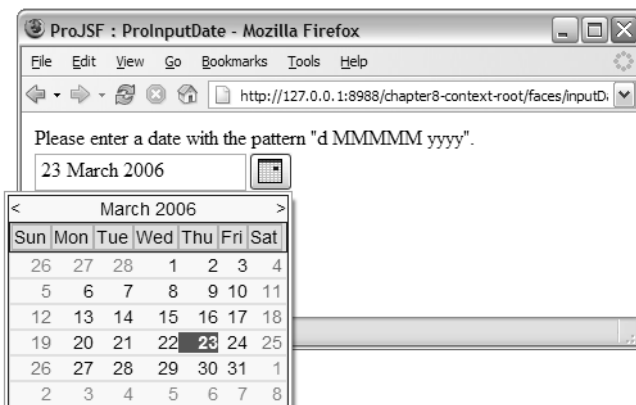 ProJSF : ProInputDate - Mozilla Firefox
File Edit View Go Bookmarks Tools Help
http://127.0.0.1:8988/chapter8-context-root/faces/inputD
Please enter a date with the pattern "d MMMMM yyyy".
23 March 2006
< March 2006 >
Sun Mon Tue Wed Thu Fri Sat
26 27 28 1 2 3 4
5 6 7 8 9 10 11
12 13 14 15 16 17 18
19 20 21 22 23 24 25
26 27 28 29 30 31 1
2 3 4 5 6 7 8